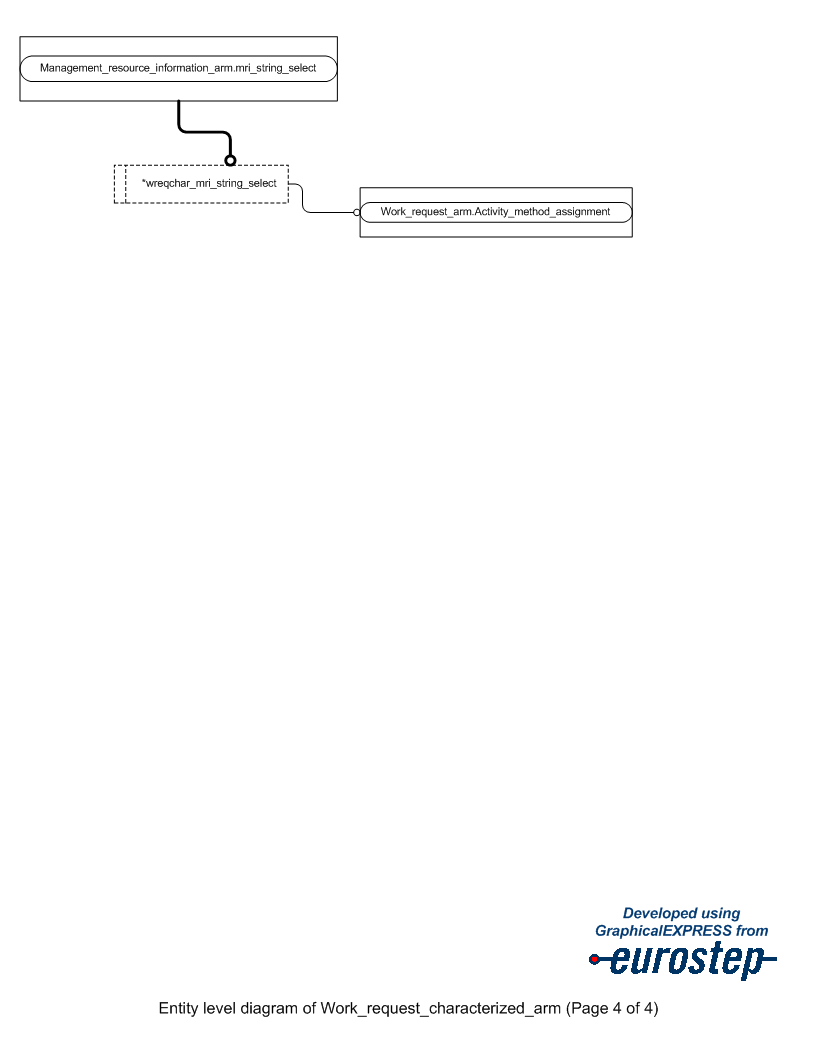 Management_resource_information_arm.mri_string_select
*wreqchar_mri_string_select
Work_request_arm.Activity_method_assignment
Developed using
GraphicalEXPRESS from
eurostep
Entity level diagram of Work_request_characterized_arm (Page 4 of 4)